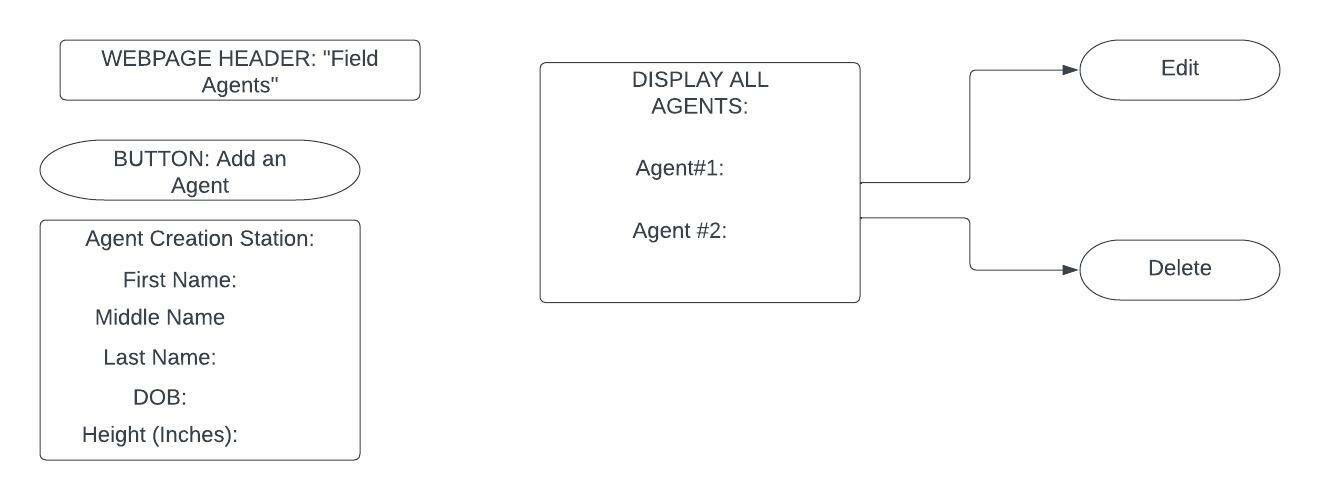 WEBPAGE HEADER: "Field
Agents"
BUTTON: Add an
Agent
Agent Creation Station:
First Name:
Middle Name
Last Name:
DOB:
Height (Inches):
DISPLAY ALL
AGENTS:
Agent#1:
Agent #2:
Edit
Delete